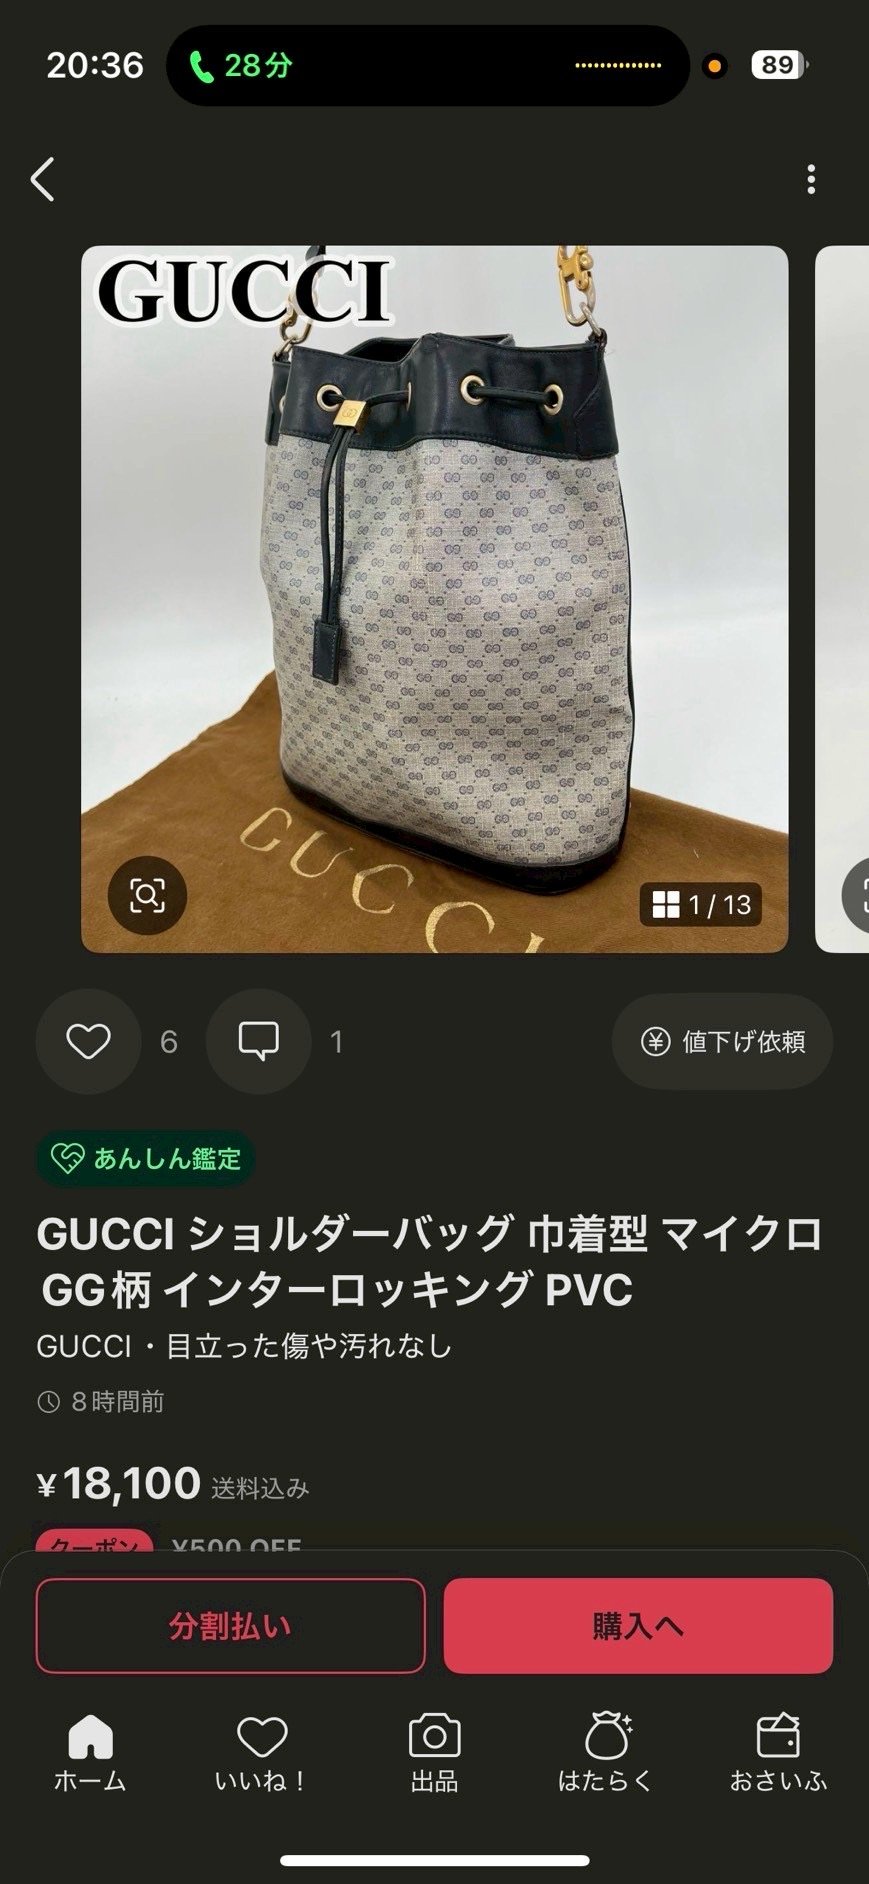 20:36
28分
89
GUCCI
GUCCI
1 / 13
6
1
値下げ依頼
あんしん鑑定
GUCCI ショルダーバッグ 巾着型 マイクロ
GG柄 インターロッキング PVC
GUCCI・目立った傷や汚れなし
8時間前
¥18,100 送料込み
クーポン ¥500 OFF
分割払い
購入へ
ホーム
いいね！
出品
はたらく
おさいふ